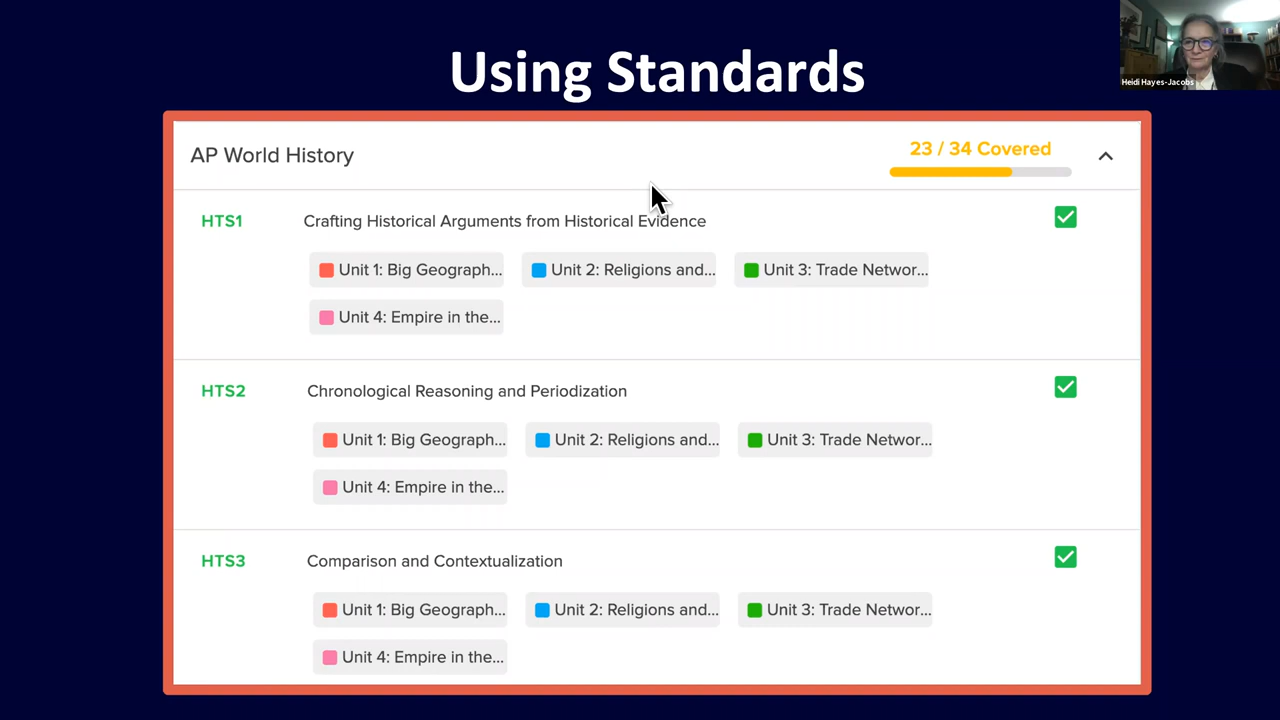 Using Standards
Heidi Hayes-Jacobs
AP World History
23 / 34 Covered
HTS1
Crafting Historical Arguments from Historical Evidence
Unit 1: Big Geograph...
Unit 2: Religions and...
Unit 3: Trade Networ...
Unit 4: Empire in the...
HTS2
Chronological Reasoning and Periodization
Unit 1: Big Geograph...
Unit 2: Religions and...
Unit 3: Trade Networ...
Unit 4: Empire in the...
HTS3
Comparison and Contextualization
Unit 1: Big Geograph...
Unit 2: Religions and...
Unit 3: Trade Networ...
Unit 4: Empire in the...